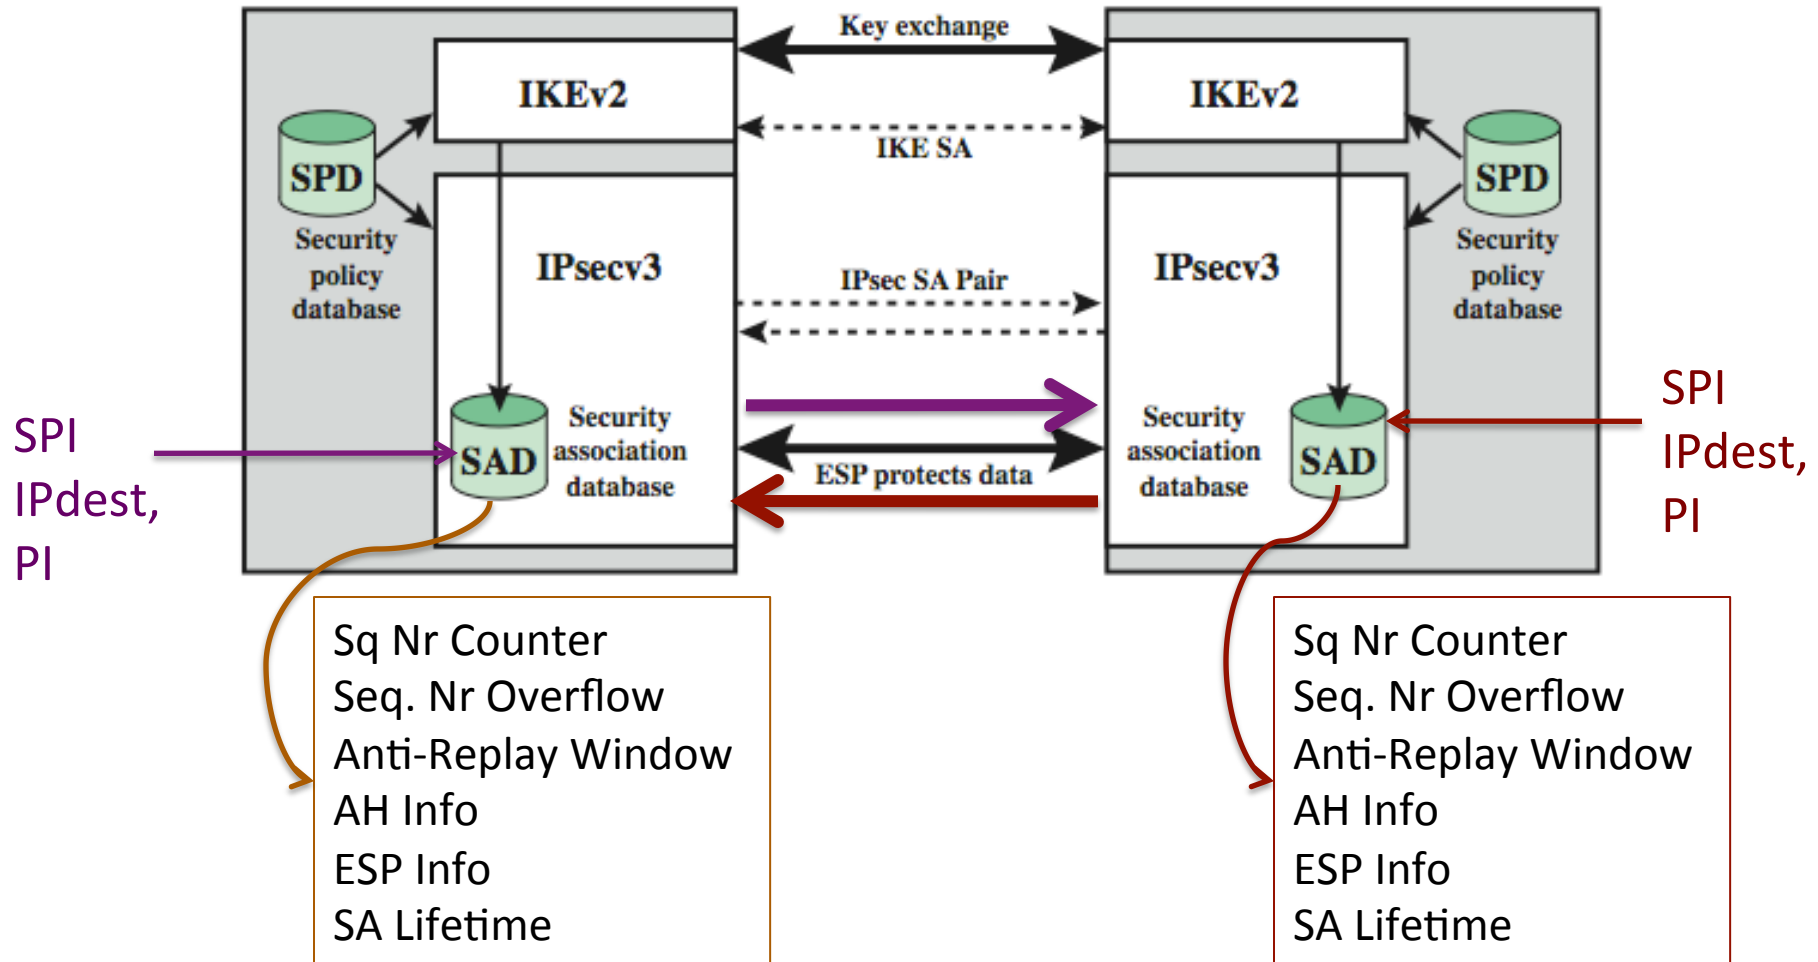 Key exchange
IKEv2
IKEv2
IKE SA
SPD
SPD
Security
policy
database
Security
policy
database
IPsecv3
IPsecv3
IPsec SA Pair
SPI
IPdest,
PI
SAD
Security
association
database
ESP protects data
Security
association
database
SAD
SPI
IPdest,
PI
Sq Nr Counter
Seq. Nr Overflow
Anti-Replay Window
AH Info
ESP Info
SA Lifetime
Sq Nr Counter
Seq. Nr Overflow
Anti-Replay Window
AH Info
ESP Info
SA Lifetime